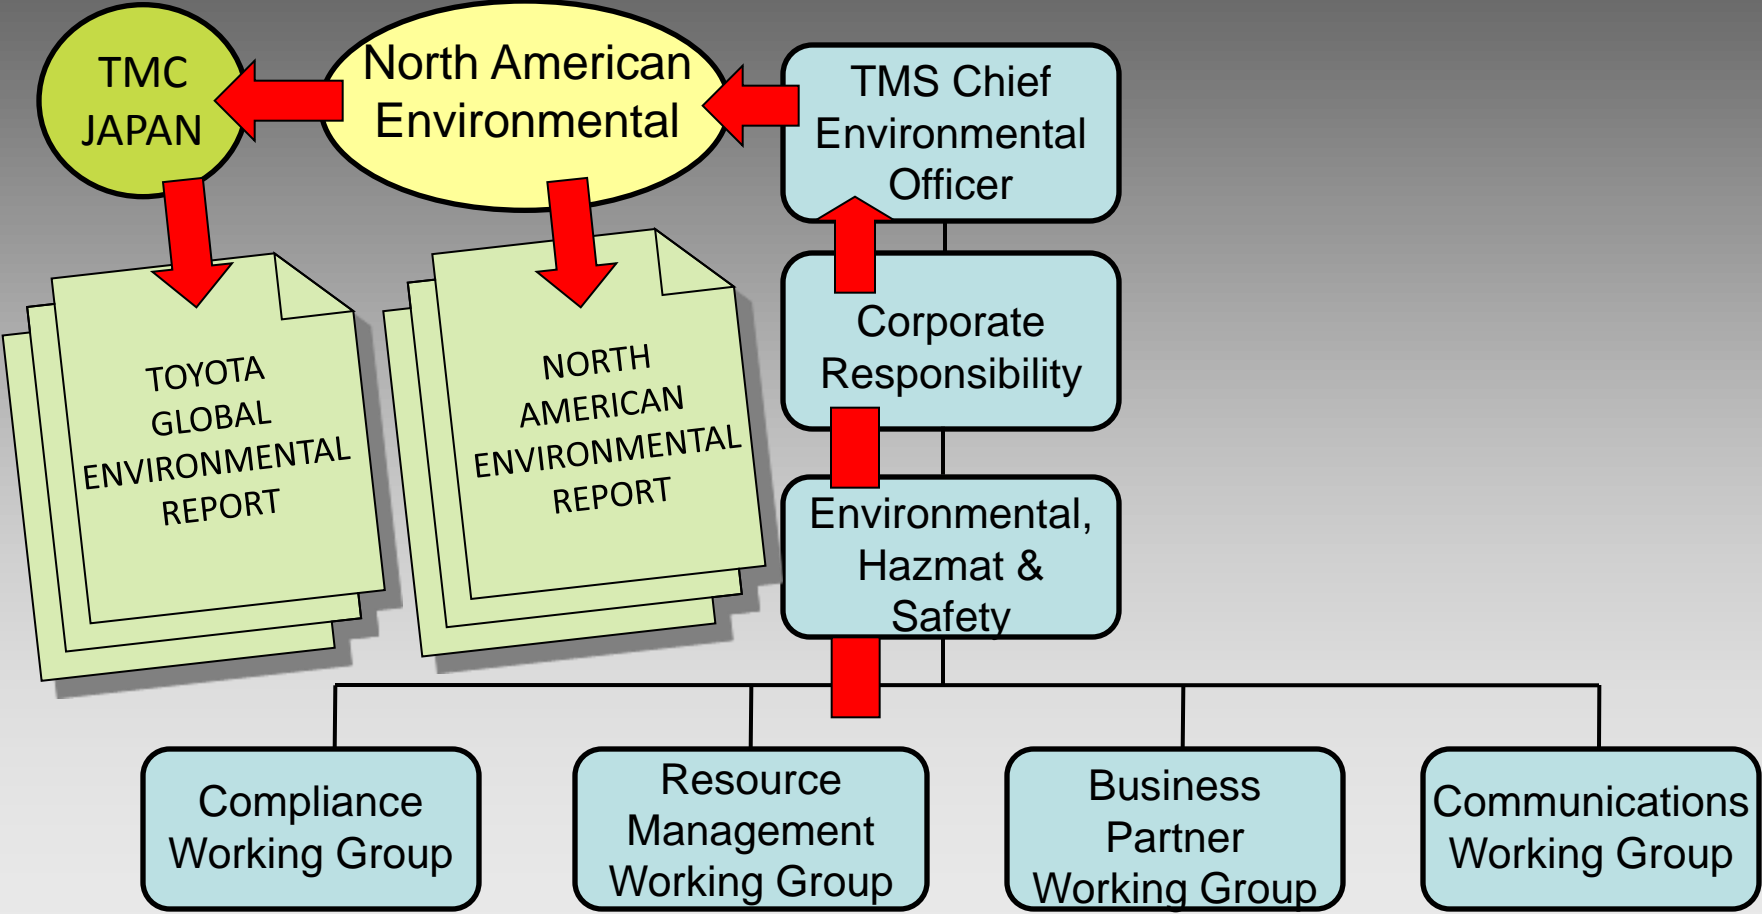 TMC
JAPAN
North American
Environmental
TMS Chief
Environmental
Officer
Corporate
Responsibility
TOYOTA
GLOBAL
ENVIRONMENTAL
REPORT
NORTH
AMERICAN
ENVIRONMENTAL
REPORT
Environmental,
Hazmat &
Safety
Compliance
Working Group
Resource
Management
Working Group
Business
Partner
Working Group
Communications
Working Group